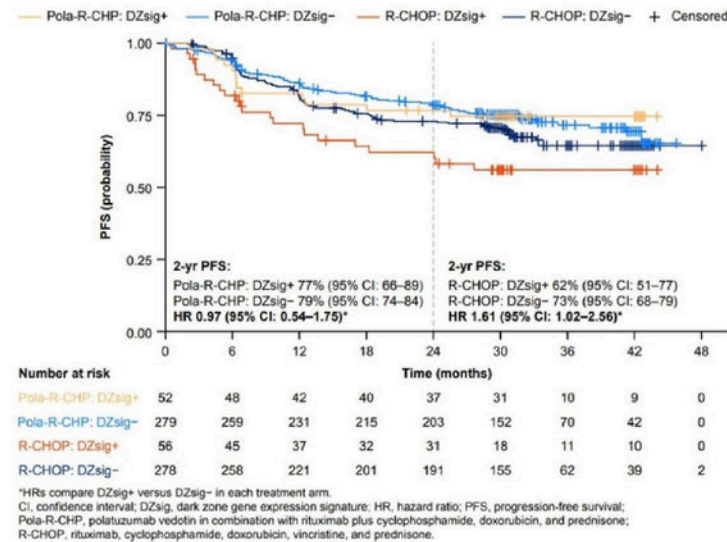 Pola-R-CHP: DZsig+ Pola-R-CHP: DZsig− R-CHOP: DZsig+ R-CHOP: DZsig− + Censored
1.00
0.75
0.50
0.25
0.00
PFS (probability)
2-yr PFS:
Pola-R-CHP: DZsig+ 77% (95% CI: 66–89)
Pola-R-CHP: DZsig− 79% (95% CI: 74–84)
HR 0.97 (95% CI: 0.54–1.75)*
2-yr PFS:
R-CHOP: DZsig+ 62% (95% CI: 51–77)
R-CHOP: DZsig− 73% (95% CI: 68–79)
HR 1.61 (95% CI: 1.02–2.56)*
0 6 12 18 24 30 36 42 48
Number at risk Time (months)
Pola-R-CHP: DZsig+ 52 48 42 40 37 31 10 9 0
Pola-R-CHP: DZsig− 279 259 231 215 203 152 70 42 0
R-CHOP: DZsig+ 56 45 37 32 31 18 11 10 0
R-CHOP: DZsig− 278 258 221 201 191 155 62 39 2
*HRs compare DZsig+ versus DZsig− in each treatment arm.
CI, confidence interval; DZsig, dark zone gene expression signature; HR, hazard ratio; PFS, progression-free survival;
Pola-R-CHP, polatuzumab vedotin in combination with rituximab plus cyclophosphamide, doxorubicin, and prednisone;
R-CHOP, rituximab, cyclophosphamide, doxorubicin, vincristine, and prednisone.